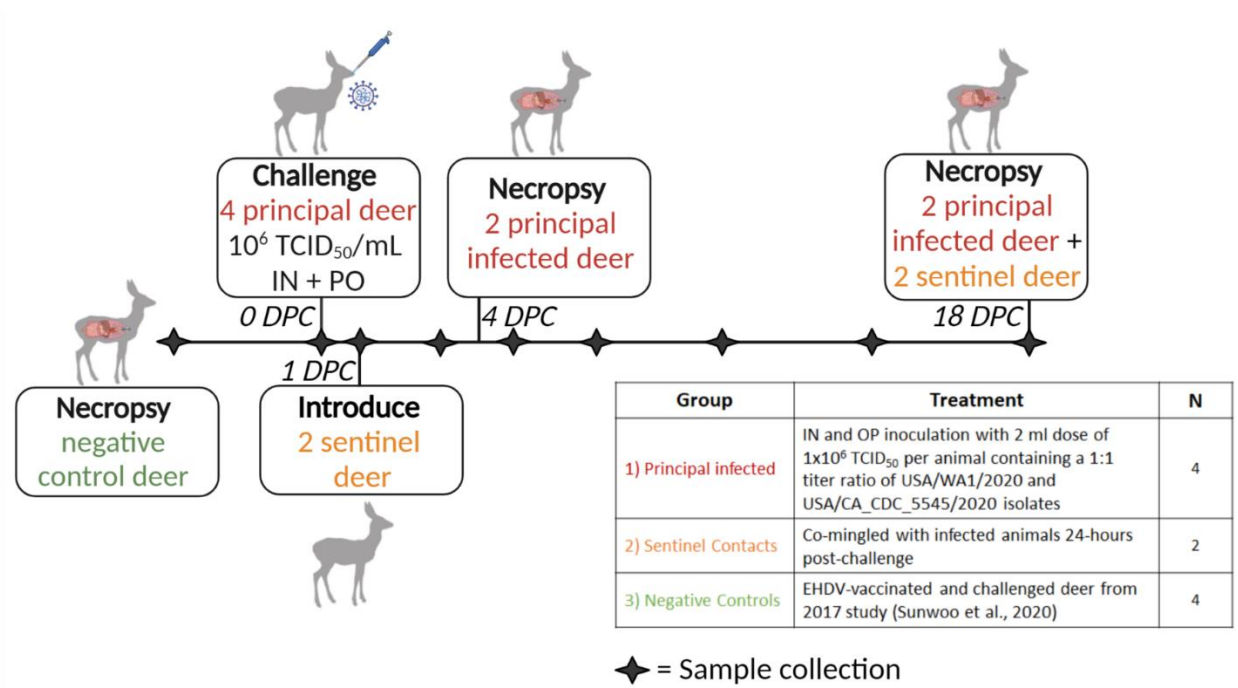 Challenge
4 principal deer
10⁶ TCID₅₀/mL
IN + PO
Necropsy
2 principal
infected deer
Necropsy
2 principal
infected deer +
2 sentinel deer
0 DPC
4 DPC
18 DPC
1 DPC
Necropsy
negative
control deer
Introduce
2 sentinel
deer
Group Treatment N
1) Principal infected
IN and OP inoculation with 2 ml dose of
1x10⁶ TCID₅₀ per animal containing a 1:1
titer ratio of USA/WA1/2020 and
USA/CA_CDC_5545/2020 isolates
4
2) Sentinel Contacts
Co-mingled with infected animals 24-hours
post-challenge
2
3) Negative Controls
EHDV-vaccinated and challenged deer from
2017 study (Sunwoo et al., 2020)
4
= Sample collection